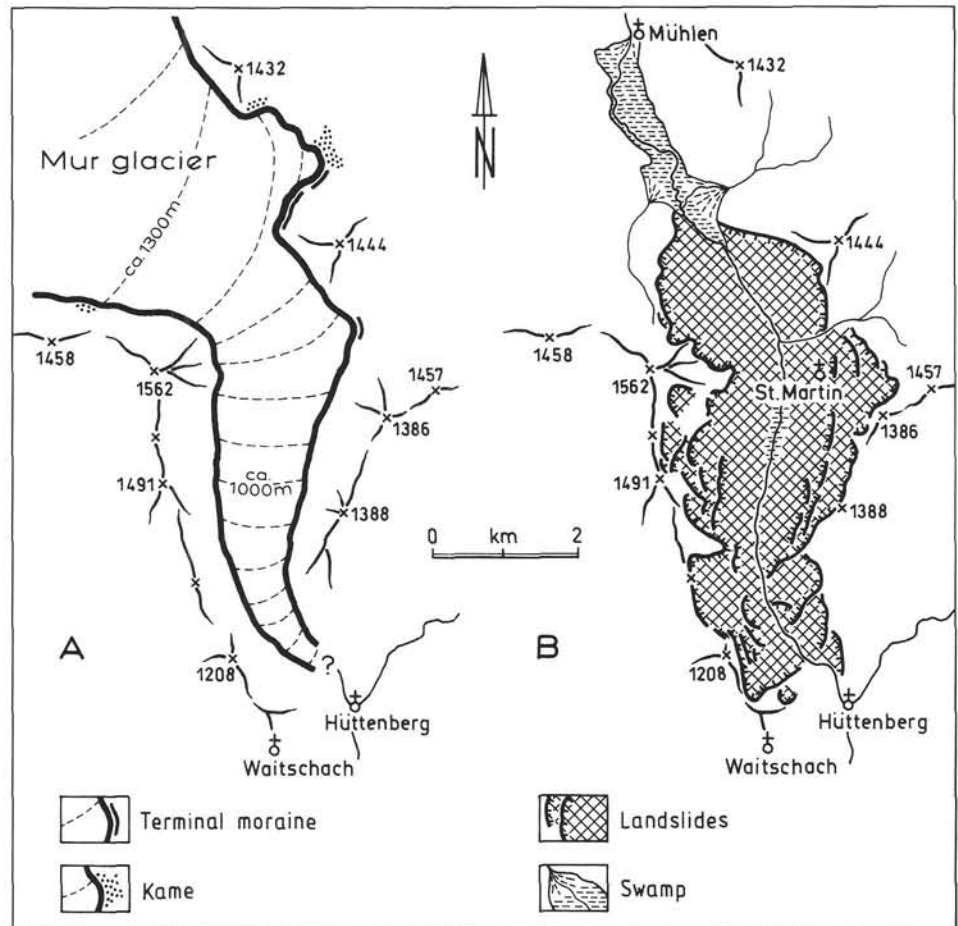 Mur glacier
ca. 1300m
1432
1444
1458
1562
1457
1386
1491
ca.
1000m
1388
1208
?
A
Hüttenberg
Waitschach
N
0 km 2
Mühlen
1432
1444
1458
1562
1457
St. Martin
1386
1491
1388
B
1208
Hüttenberg
Waitschach
Terminal moraine
Kame
Landslides
Swamp